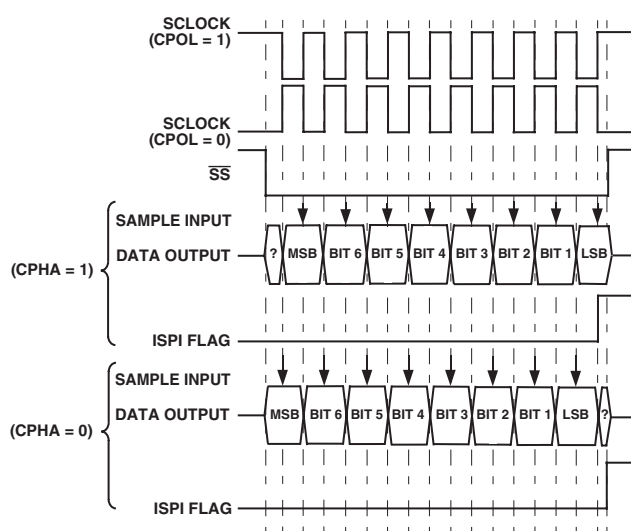 SCLOCK
(CPOL = 1)
SCLOCK
(CPOL = 0)
SS
SAMPLE INPUT
DATA OUTPUT
? MSB BIT 6 BIT 5 BIT 4 BIT 3 BIT 2 BIT 1 LSB
(CPHA = 1)
ISPI FLAG
SAMPLE INPUT
DATA OUTPUT
MSB BIT 6 BIT 5 BIT 4 BIT 3 BIT 2 BIT 1 LSB ?
(CPHA = 0)
ISPI FLAG